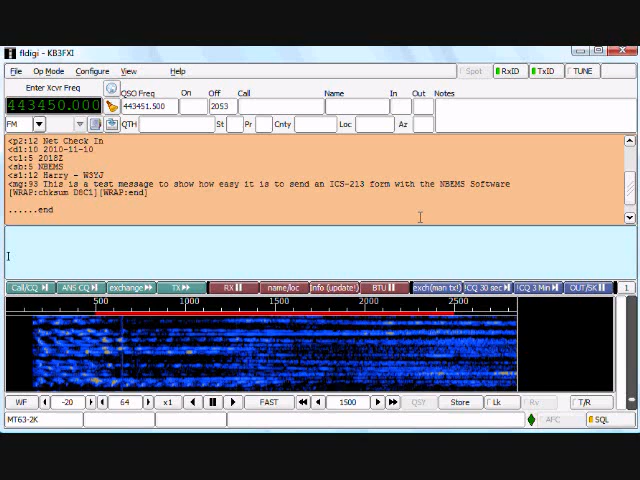 fldigi - KB3FXI
File Op Mode Configure View Help Spot RxID TxID TUNE
Enter Xcvr Freq QSO Freq On Off Call Name In Out Notes
443450.000 443451.500 2053
FM QTH St Pr Cnty Loc Az
<p2:12 Net Check In
<d1:10 2010-11-10
<t1:5 2018Z
<sb:5 NBEMS
<s1:12 Harry - W3YJ
<mg:93 This is a test message to show how easy it is to send an ICS-213 form with the NBEMS Software
[WRAP:chksum D8C1][WRAP:end]
......end
Call/CQ ANS CQ exchange TX RX name/loc Info (update!) BTU exch(man tx!) !CQ 30 sec !CQ 3 Min OUT/SK 1
500 1000 1500 2000 2500
WF -20 64 x1 FAST 1500 QSY Store Lk Rv T/R
MT63-2K AFC SQL